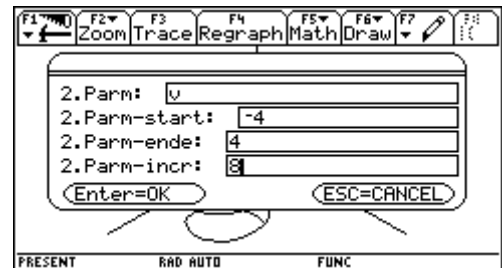 F1 F2 Zoom F3 Trace F4 Regraph F5 Math F6 Draw F7
2.Parm: v
2.Parm-start: -4
2.Parm-ende: 4
2.Parm-incr: 8
Enter=OK ESC=CANCEL
PRESENT RAD AUTO FUNC